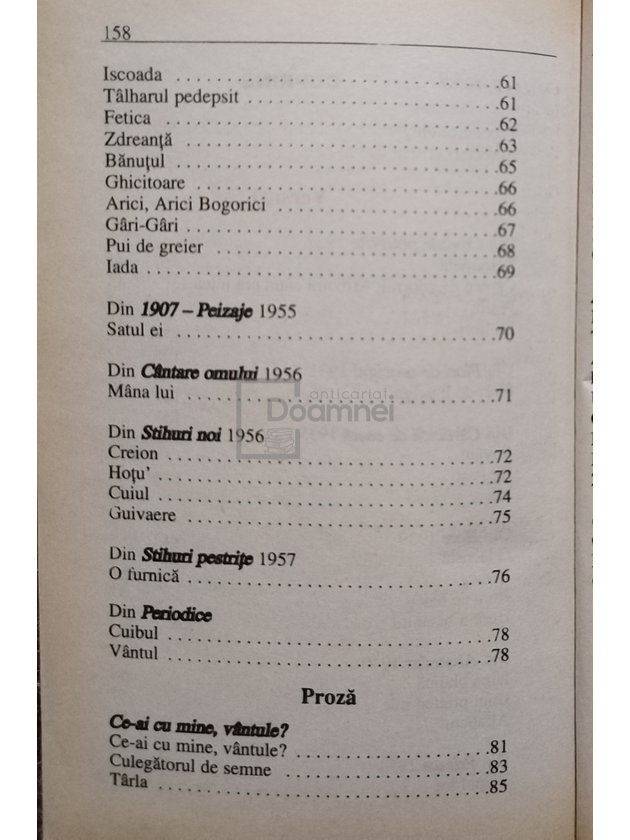 158
Iscoada ........................................61
Tâlharul pedepsit ........................................61
Fetica ........................................62
Zdreanță ........................................63
Bănuțul ........................................65
Ghicitoare ........................................66
Arici, Arici Bogorici ........................................66
Gâri-Gâri ........................................67
Pui de greier ........................................68
Iada ........................................69
Din 1907 – Peizaje 1955
Satul ei ........................................70
Din Cântare omului 1956
Mâna lui ........................................71
anticariat
Doamnei
Din Stihuri noi 1956
Creion ........................................72
Hoțu' ........................................72
Cuiul ........................................74
Guivaere ........................................75
Din Stihuri pestrițe 1957
O furnică ........................................76
Din Periodice
Cuibul ........................................78
Vântul ........................................78
Proză
Ce-ai cu mine, vântule?
Ce-ai cu mine, vântule? ........................................81
Culegătorul de semne ........................................83
Târla ........................................85